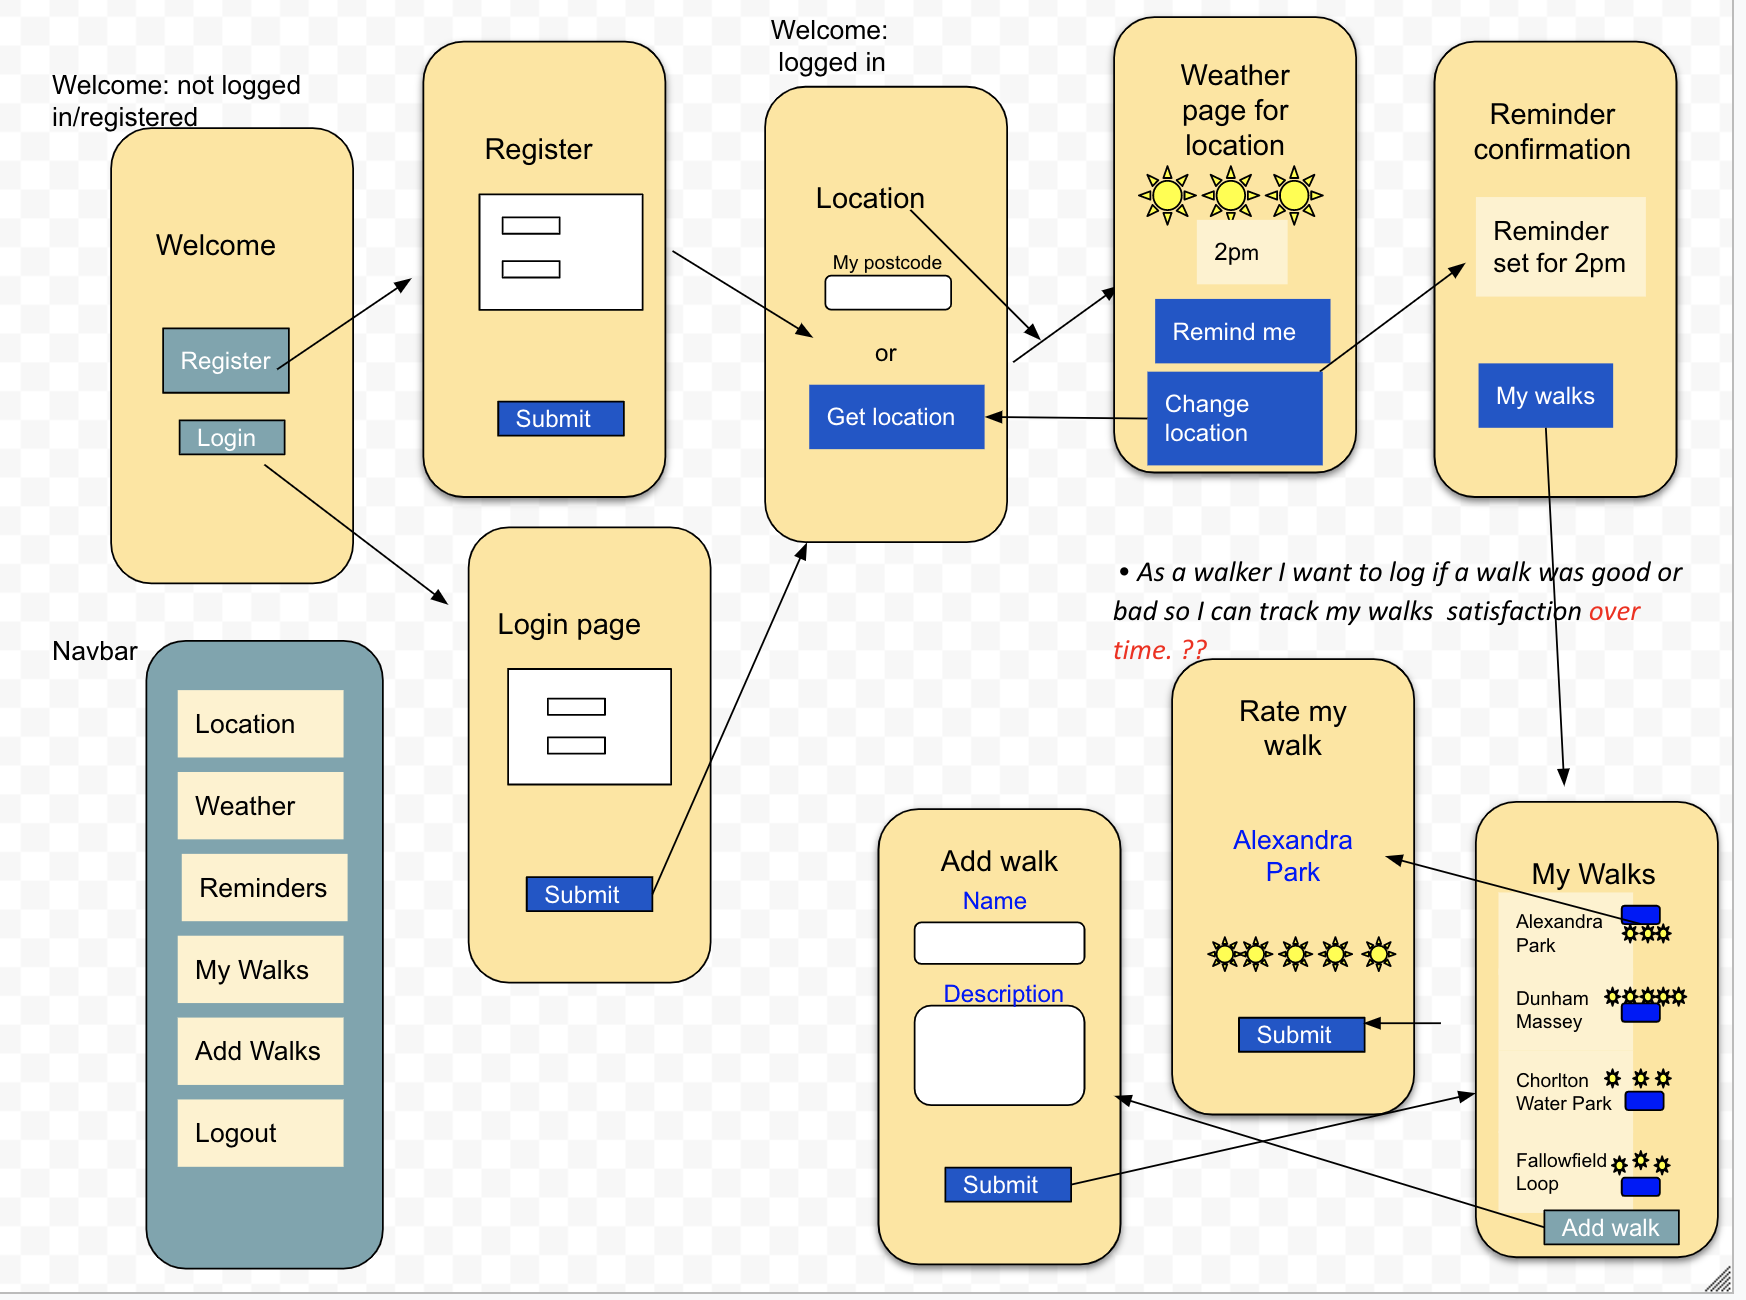 Welcome: not logged
in/registered
Welcome
Register
Login
Register
Submit
Welcome:
logged in
Location
My postcode
or
Get location
Weather
page for
location
2pm
Remind me
Change
location
Reminder
confirmation
Reminder
set for 2pm
My walks
Navbar
Location
Weather
Reminders
My Walks
Add Walks
Logout
Login page
Submit
• As a walker I want to log if a walk was good or
bad so I can track my walks satisfaction over
time. ??
Add walk
Name
Description
Submit
Rate my
walk
Alexandra
Park
Submit
My Walks
Alexandra
Park
Dunham
Massey
Chorlton
Water Park
Fallowfield
Loop
Add walk